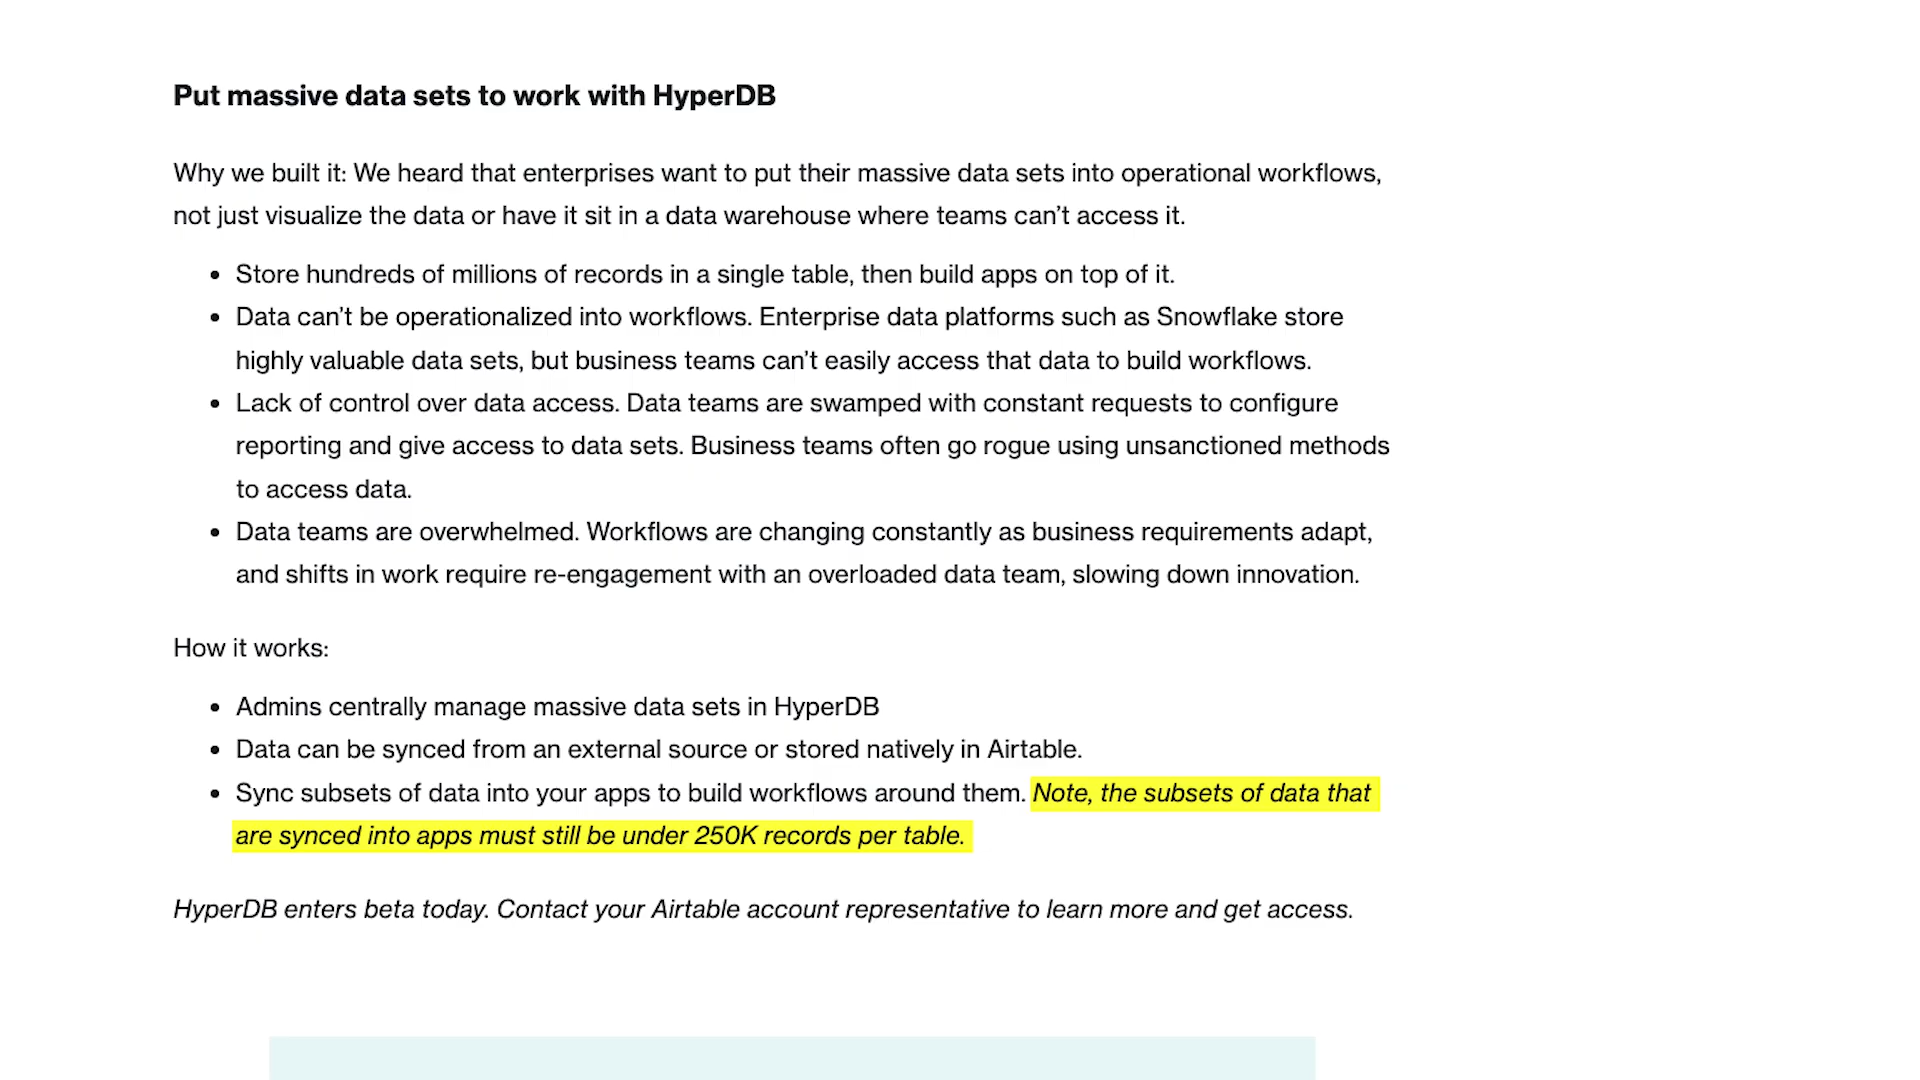 Put massive data sets to work with HyperDB
Why we built it: We heard that enterprises want to put their massive data sets into operational workflows,
not just visualize the data or have it sit in a data warehouse where teams can’t access it.
• Store hundreds of millions of records in a single table, then build apps on top of it.
• Data can’t be operationalized into workflows. Enterprise data platforms such as Snowflake store
highly valuable data sets, but business teams can’t easily access that data to build workflows.
• Lack of control over data access. Data teams are swamped with constant requests to configure
reporting and give access to data sets. Business teams often go rogue using unsanctioned methods
to access data.
• Data teams are overwhelmed. Workflows are changing constantly as business requirements adapt,
and shifts in work require re-engagement with an overloaded data team, slowing down innovation.
How it works:
• Admins centrally manage massive data sets in HyperDB
• Data can be synced from an external source or stored natively in Airtable.
• Sync subsets of data into your apps to build workflows around them. Note, the subsets of data that
are synced into apps must still be under 250K records per table.
HyperDB enters beta today. Contact your Airtable account representative to learn more and get access.